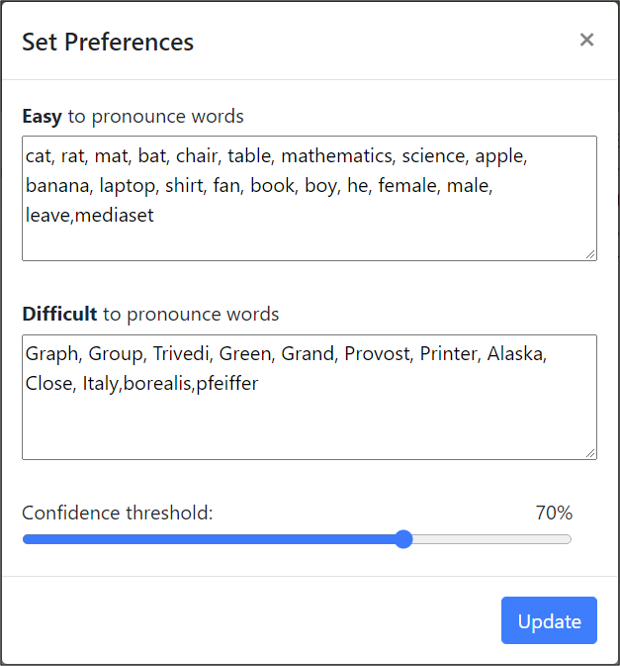 Set Preferences ×
Easy to pronounce words
cat, rat, mat, bat, chair, table, mathematics, science, apple,
banana, laptop, shirt, fan, book, boy, he, female, male,
leave,mediaset
Difficult to pronounce words
Graph, Group, Trivedi, Green, Grand, Provost, Printer, Alaska,
Close, Italy,borealis,pfeiffer
Confidence threshold: 70%
Update